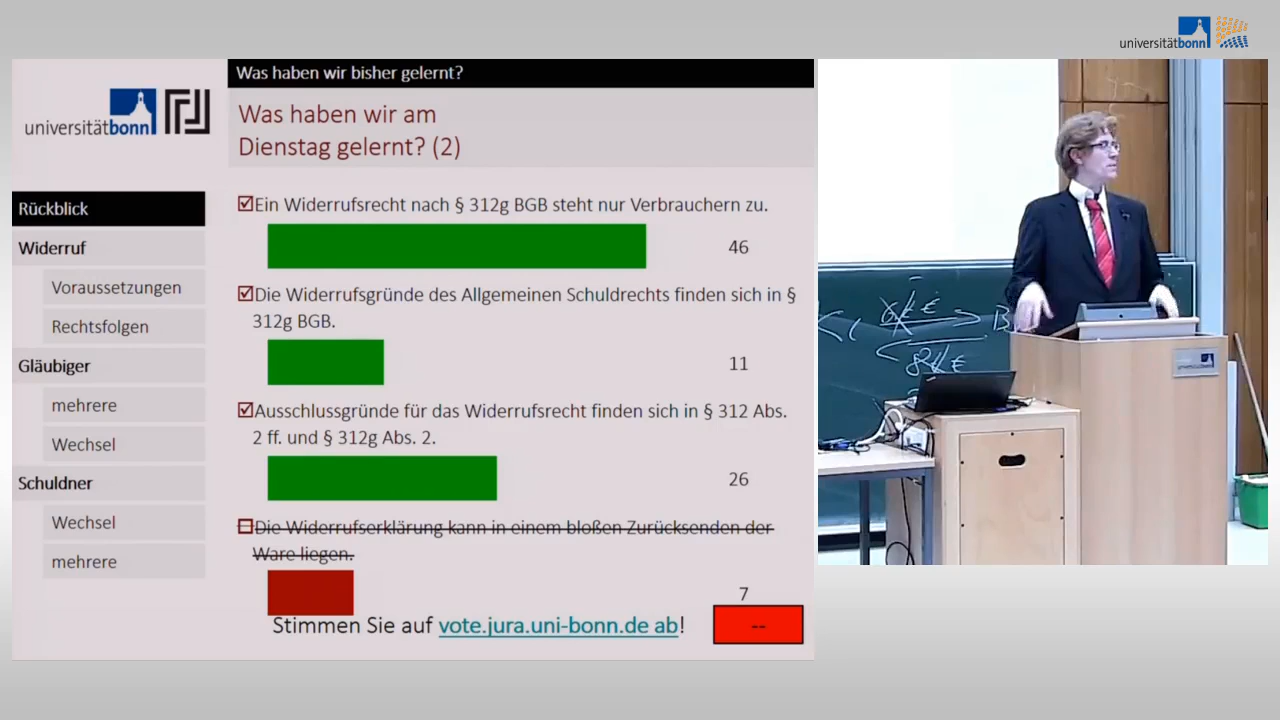 universitätbonn
Was haben wir bisher gelernt?
universitätbonn
Was haben wir am
Dienstag gelernt? (2)
Rückblick
Widerruf
Voraussetzungen
Rechtsfolgen
Gläubiger
mehrere
Wechsel
Schuldner
Wechsel
mehrere
Ein Widerrufsrecht nach § 312g BGB steht nur Verbrauchern zu.
46
Die Widerrufsgründe des Allgemeinen Schuldrechts finden sich in §
312g BGB.
11
Ausschlussgründe für das Widerrufsrecht finden sich in § 312 Abs.
2 ff. und § 312g Abs. 2.
26
Die Widerrufserklärung kann in einem bloßen Zurücksenden der
Ware liegen.
7
Stimmen Sie auf vote.jura.uni-bonn.de ab!
--